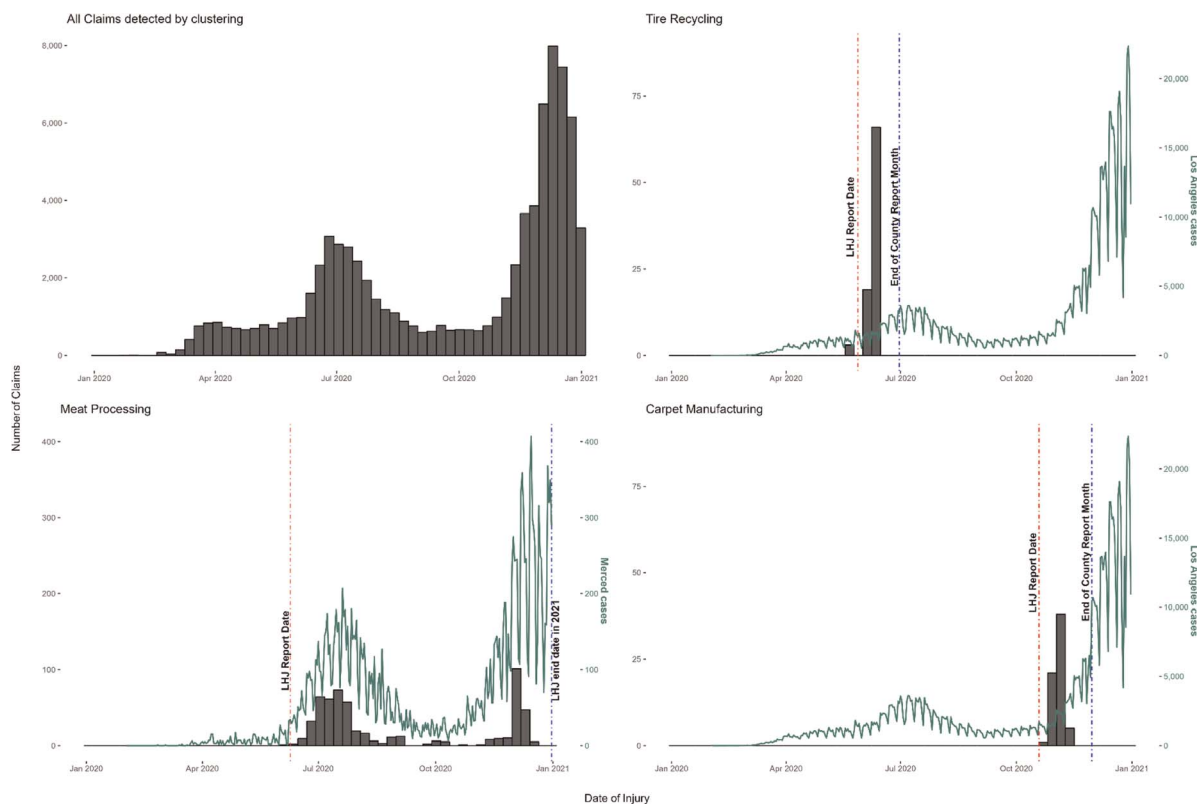 All Claims detected by clustering
8,000
6,000
4,000
2,000
0
Jan 2020
Apr 2020
Jul 2020
Oct 2020
Jan 2021
Tire Recycling
75
50
25
0
LHJ Report Date
End of County Report Month
20,000
15,000
10,000
5,000
0
Los Angeles cases
Jan 2020
Apr 2020
Jul 2020
Oct 2020
Jan 2021
Number of Claims
Meat Processing
400
300
200
100
0
LHJ Report Date
LHJ end date in 2021
400
300
200
100
0
Merced cases
Jan 2020
Apr 2020
Jul 2020
Oct 2020
Jan 2021
Carpet Manufacturing
75
50
25
0
LHJ Report Date
End of County Report Month
20,000
15,000
10,000
5,000
0
Los Angeles cases
Jan 2020
Apr 2020
Jul 2020
Oct 2020
Jan 2021
Date of Injury